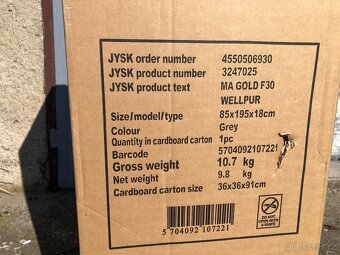 JYSK order number 4550506930
JYSK product number 3247025
JYSK product text MA GOLD F30
WELLPUR
Size/model/type 85x195x18cm
Colour Grey
Quantity in cardboard carton 1pc
Barcode 5704092107221
Gross weight 10.7 kg
Net weight 9.8 kg
Cardboard carton size 36x36x91cm
5 704092 107221
DO NOT
OPEN WITH
A KNIFE